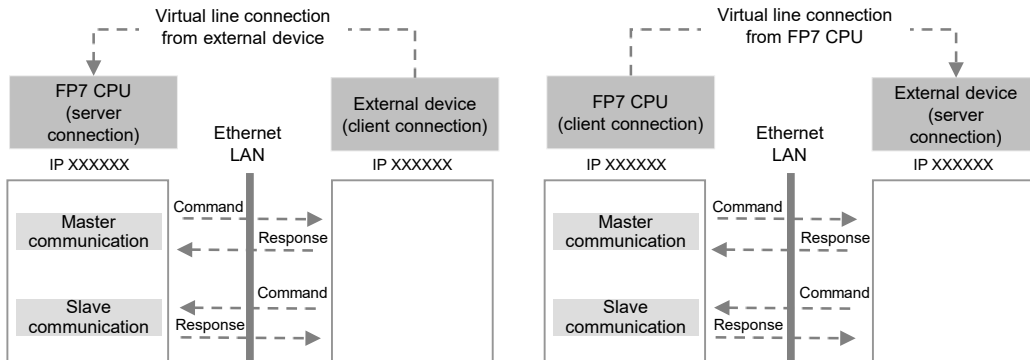 Virtual line connection
from external device
FP7 CPU
(server
connection)
External device
(client connection)
Ethernet
LAN
IP XXXXXX
IP XXXXXX
Command
Master
communication
Response
Command
Slave
communication
Response
Virtual line connection
from FP7 CPU
FP7 CPU
(client connection)
External device
(server
connection)
Ethernet
LAN
IP XXXXXX
IP XXXXXX
Command
Master
communication
Response
Command
Slave
communication
Response